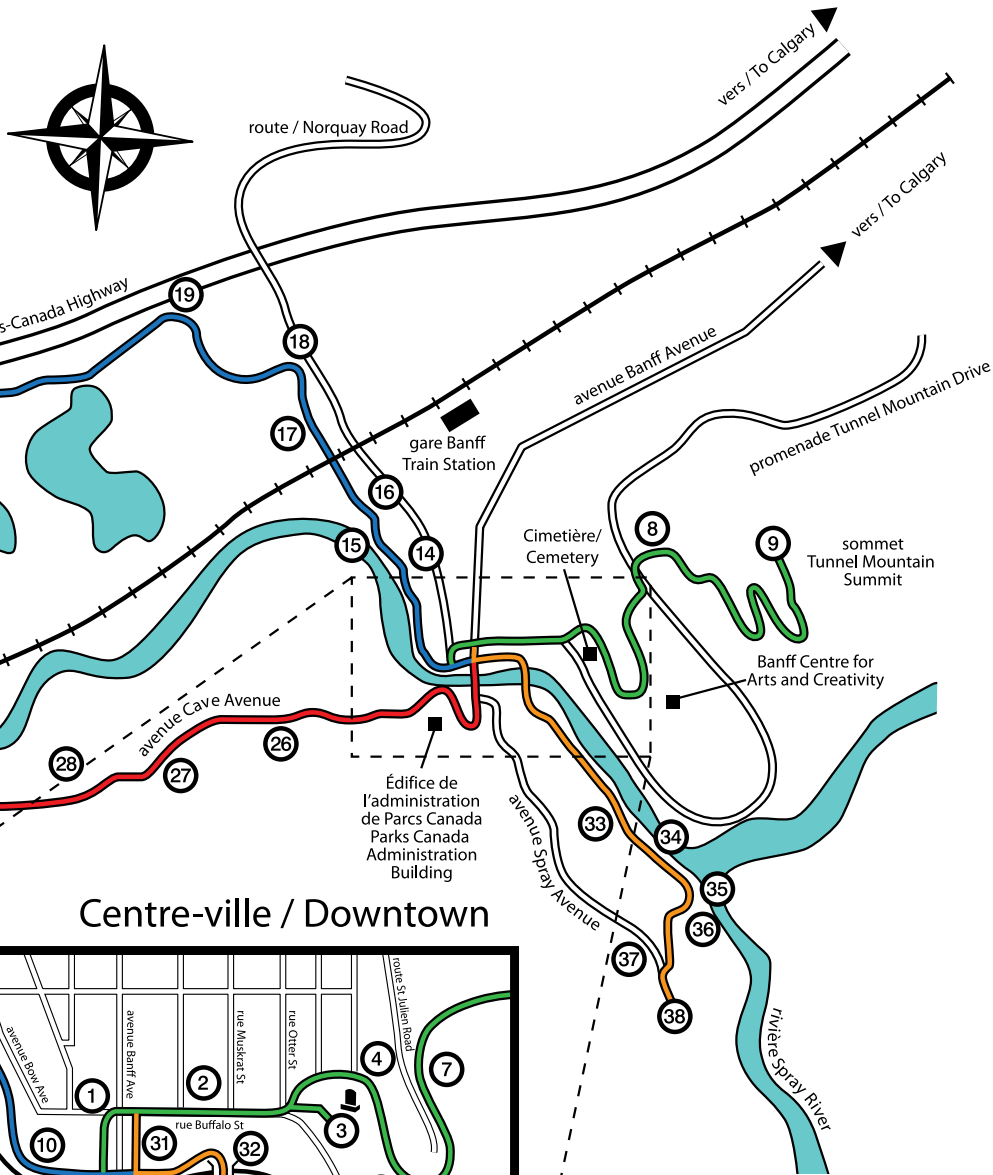 vers / To Calgary
route / Norquay Road
vers / To Calgary
s-Canada Highway
19
18
avenue Banff Avenue
promenade Tunnel Mountain Drive
17
gare Banff
Train Station
16
8
9
Cimetière/
Cemetery
sommet
Tunnel Mountain
Summit
15
14
Banff Centre for
Arts and Creativity
avenue Cave Avenue
28
27
26
Édifice de
l'administration
de Parcs Canada
Parks Canada
Administration
Building
avenue Spray Avenue
33
34
35
36
37
38
rivière Spray River
Centre-ville / Downtown
avenue Bow Ave
avenue Banff Ave
rue Muskrat St
rue Otter St
route St Julien Road
1
2
4
7
rue Buffalo St
3
10
31
32